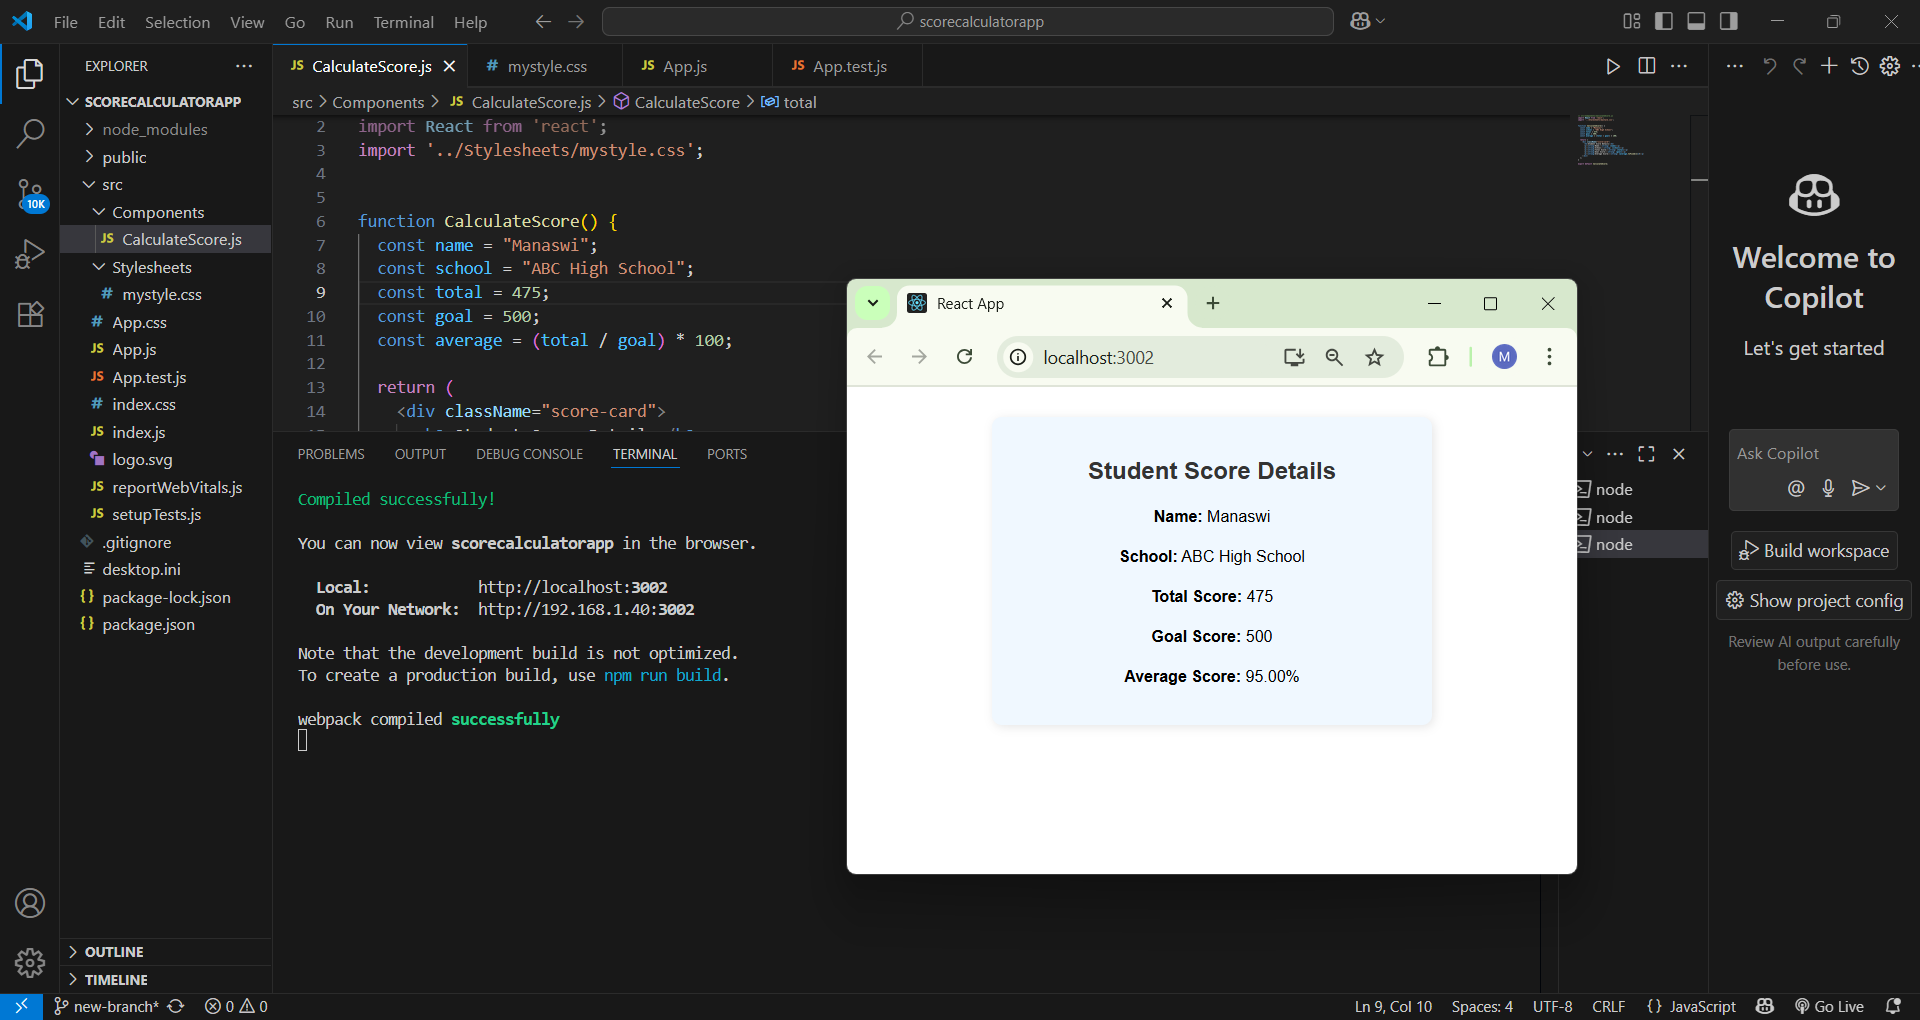 File Edit Selection View Go Run Terminal Help
scorecalculatorapp
EXPLORER
SCORECALCULATORAPP
node_modules
public
src
Components
JS CalculateScore.js
Stylesheets
# mystyle.css
# App.css
JS App.js
JS App.test.js
# index.css
JS index.js
logo.svg
JS reportWebVitals.js
JS setupTests.js
.gitignore
desktop.ini
{} package-lock.json
{} package.json
OUTLINE
TIMELINE
10K
JS CalculateScore.js
# mystyle.css
JS App.js
JS App.test.js
src > Components > JS CalculateScore.js > CalculateScore > total
2 import React from 'react';
3 import '../Stylesheets/mystyle.css';
4
5
6 function CalculateScore() {
7 const name = "Manaswi";
8 const school = "ABC High School";
9 const total = 475;
10 const goal = 500;
11 const average = (total / goal) * 100;
12
13 return (
14 <div className="score-card">
PROBLEMS OUTPUT DEBUG CONSOLE TERMINAL PORTS
Compiled successfully!
You can now view scorecalculatorapp in the browser.
Local: http://localhost:3002
On Your Network: http://192.168.1.40:3002
Note that the development build is not optimized.
To create a production build, use npm run build.
webpack compiled successfully
node
node
node
React App
localhost:3002
M
Student Score Details
Name: Manaswi
School: ABC High School
Total Score: 475
Goal Score: 500
Average Score: 95.00%
Welcome to
Copilot
Let's get started
Ask Copilot
@
Build workspace
Show project config
Review AI output carefully
before use.
new-branch* 0 0
Ln 9, Col 10 Spaces: 4 UTF-8 CRLF {} JavaScript Go Live